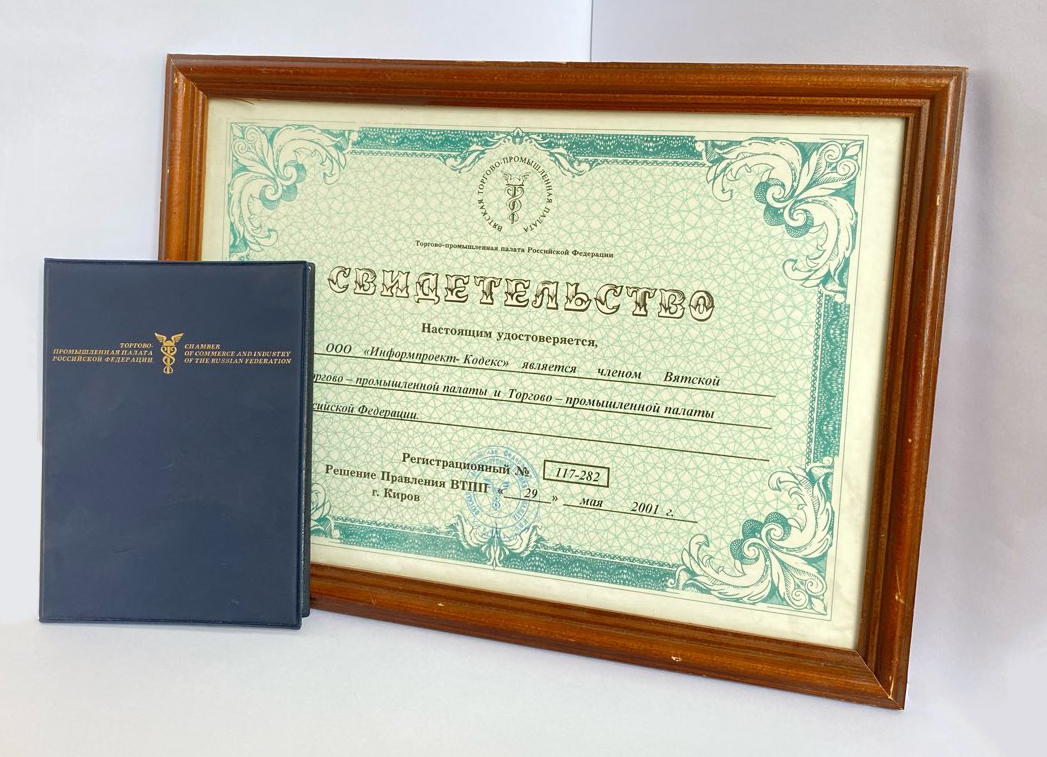 ТОРГОВО-
ПРОМЫШЛЕННАЯ ПАЛАТА
РОССИЙСКОЙ ФЕДЕРАЦИИ
CHAMBER
OF COMMERCE AND INDUSTRY
OF THE RUSSIAN FEDERATION
ВЯТСКАЯ ТОРГОВО-ПРОМЫШЛЕННАЯ ПАЛАТА
Торгово-промышленная палата Российской Федерации
СВИДЕТЕЛЬСТВО
Настоящим удостоверяется,
ООО «Информпроект- Кодекс» является членом Вятской
оргово – промышленной палаты и Торгово – промышленной палаты
сийской Федерации.
Регистрационный № 117-282
Решение Правления ВТПП «29» мая 2001 г.
г. Киров